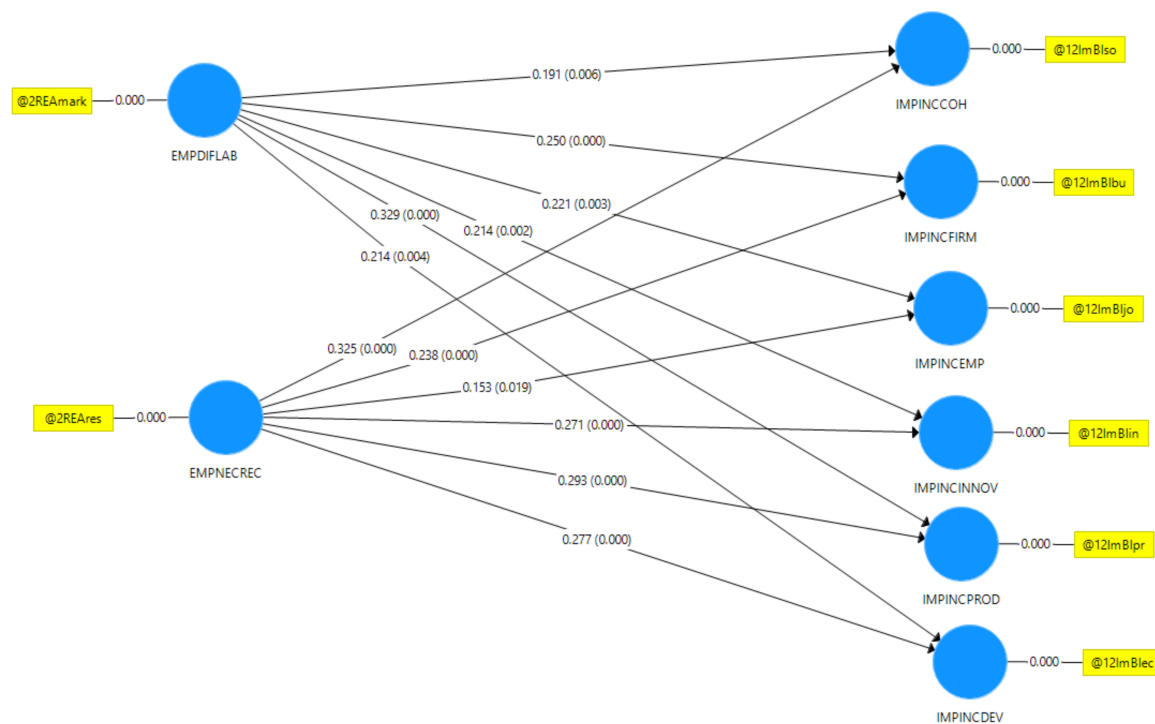 0.000
@12ImBIso
0.191 (0.006)
@2REAmark
0.000
IMPINCCOH
0.250 (0.000)
EMPDIFLAB
0.000
@12ImBIbu
0.221 (0.003)
0.329 (0.000)
0.214 (0.002)
IMPINCFIRM
0.214 (0.004)
0.000
@12ImBIjo
0.325 (0.000)
0.238 (0.000)
IMPINCEMP
0.153 (0.019)
@2REAres
0.000
0.271 (0.000)
0.000
@12ImBIin
EMPNECREC
0.293 (0.000)
IMPINCINNOV
0.277 (0.000)
0.000
@12ImBIpr
IMPINCPROD
0.000
@12ImBIec
IMPINCDEV